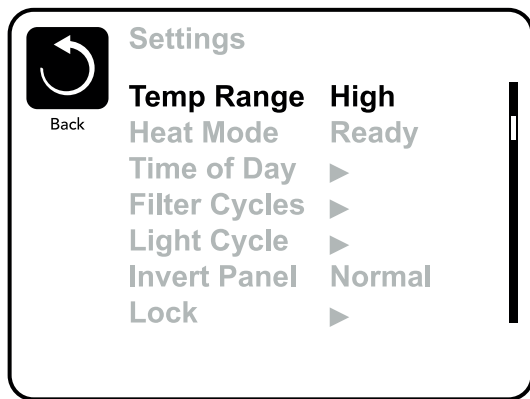 Settings
Back
Temp Range High
Heat Mode Ready
Time of Day ▶
Filter Cycles ▶
Light Cycle ▶
Invert Panel Normal
Lock ▶